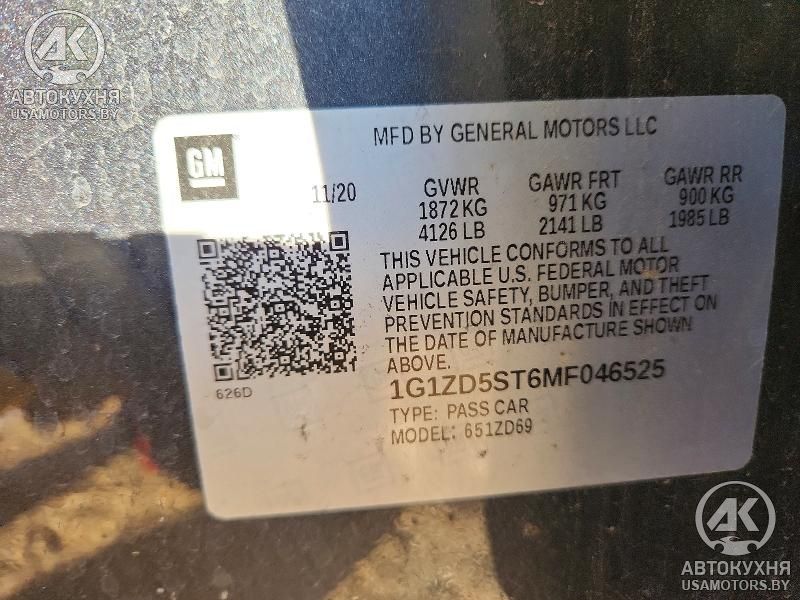 AK
АВТОКУХНЯ
USAMOTORS.BY
GM
MFD BY GENERAL MOTORS LLC
11/20
GVWR GAWR FRT GAWR RR
1872 KG 971 KG 900 KG
4126 LB 2141 LB 1985 LB
THIS VEHICLE CONFORMS TO ALL
APPLICABLE U.S. FEDERAL MOTOR
VEHICLE SAFETY, BUMPER, AND THEFT
PREVENTION STANDARDS IN EFFECT ON
THE DATE OF MANUFACTURE SHOWN
ABOVE.
626D
1G1ZD5ST6MF046525
TYPE: PASS CAR
MODEL: 651ZD69
AK
АВТОКУХНЯ
USAMOTORS.BY